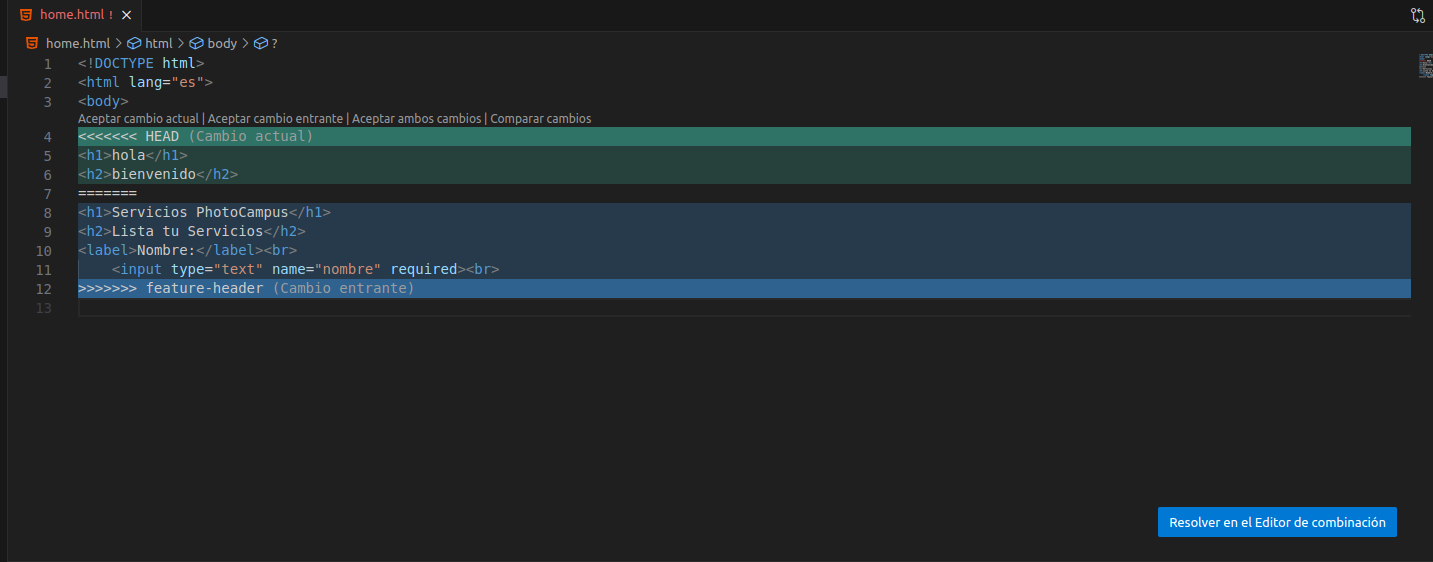 home.html !
home.html > html > body > ?
1 <!DOCTYPE html>
2 <html lang="es">
3 <body>
Aceptar cambio actual | Aceptar cambio entrante | Aceptar ambos cambios | Comparar cambios
4 <<<<<<< HEAD (Cambio actual)
5 <h1>hola</h1>
6 <h2>bienvenido</h2>
7 =======
8 <h1>Servicios PhotoCampus</h1>
9 <h2>Lista tu Servicios</h2>
10 <label>Nombre:</label><br>
11     <input type="text" name="nombre" required><br>
12 >>>>>>> feature-header (Cambio entrante)
13
Resolver en el Editor de combinación